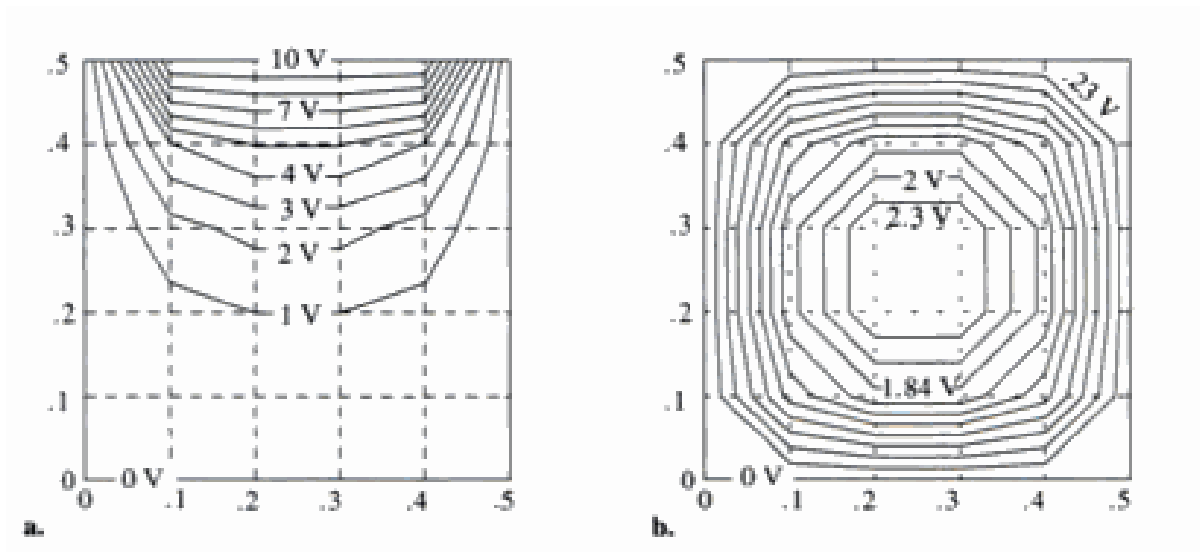 .5
10 V
7 V
.4
4 V
3 V
.3
2 V
.2
1 V
.1
0
0 V
0 .1 .2 .3 .4 .5
a.
.5
.23 V
.4
2 V
.3
2.3 V
.2
1.84 V
.1
0
0 V
0 .1 .2 .3 .4 .5
b.